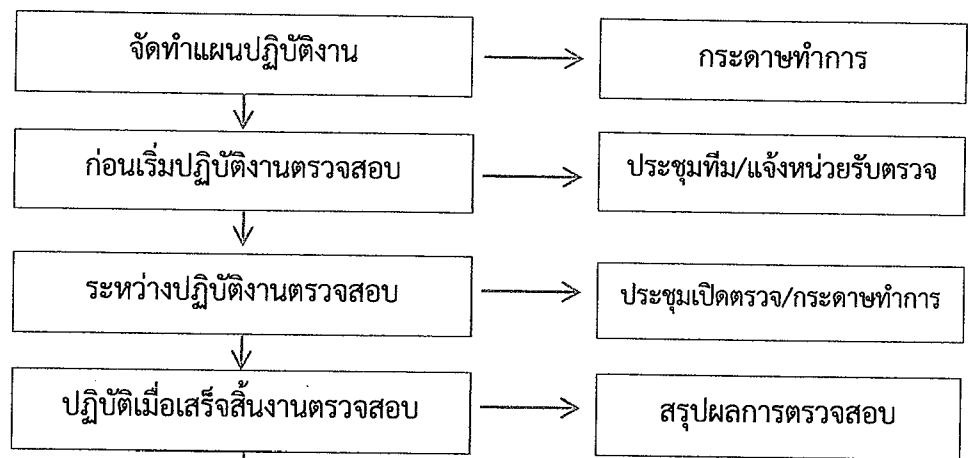 จัดทำแผนปฏิบัติงาน
กระดาษทำการ
ก่อนเริ่มปฏิบัติงานตรวจสอบ
ประชุมทีม/แจ้งหน่วยรับตรวจ
ระหว่างปฏิบัติงานตรวจสอบ
ประชุมเปิดตรวจ/กระดาษทำการ
ปฏิบัติเมื่อเสร็จสิ้นงานตรวจสอบ
สรุปผลการตรวจสอบ